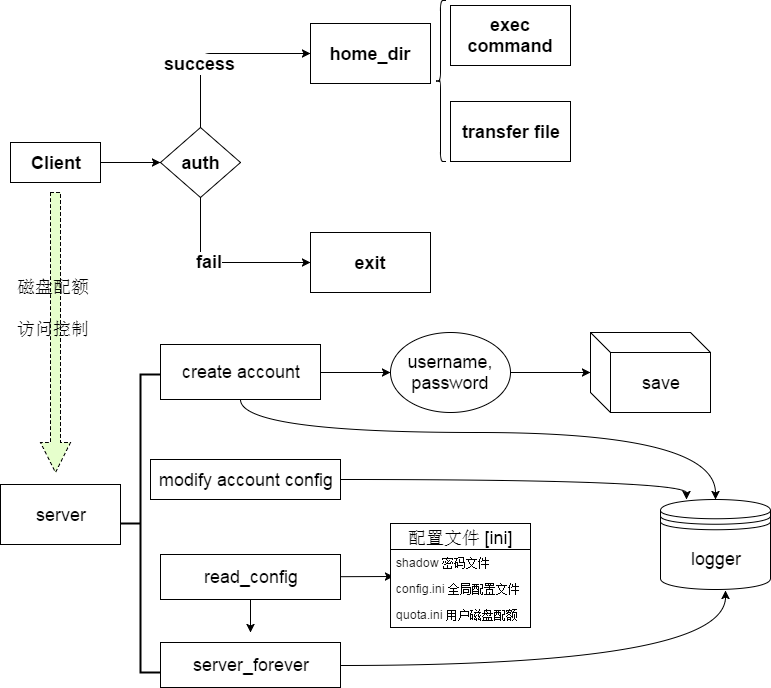 exec
command
success
home_dir
transfer file
Client
auth
fail
exit
磁盘配额
访问控制
create account
username,
password
save
modify account config
server
配置文件 [ini]
shadow 密码文件
config.ini 全局配置文件
quota.ini 用户磁盘配额
logger
read_config
server_forever